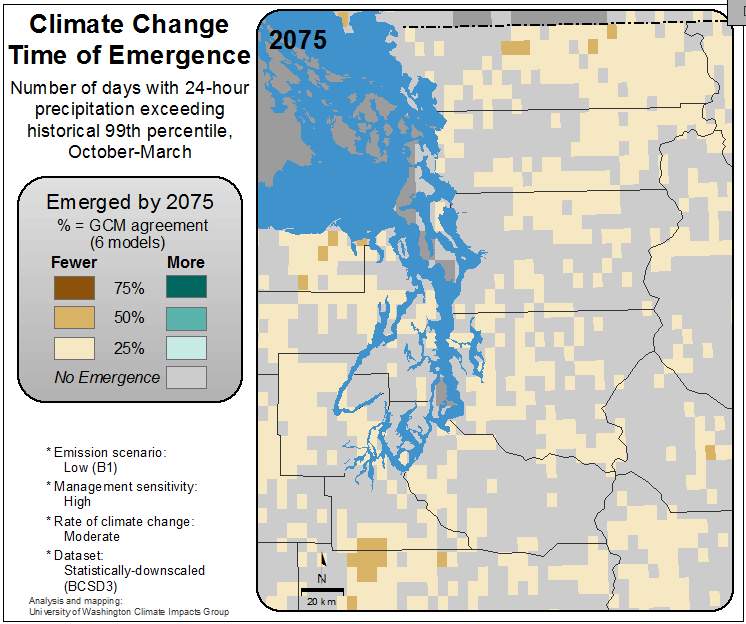 Climate Change
Time of Emergence
Number of days with 24-hour
precipitation exceeding
historical 99th percentile,
October-March
Emerged by 2075
% = GCM agreement
(6 models)
Fewer More
75%
50%
25%
No Emergence
* Emission scenario:
Low (B1)
* Management sensitivity:
High
* Rate of climate change:
Moderate
* Dataset:
Statistically-downscaled
(BCSD3)
Analysis and mapping:
University of Washington Climate Impacts Group
2075
N
20 km